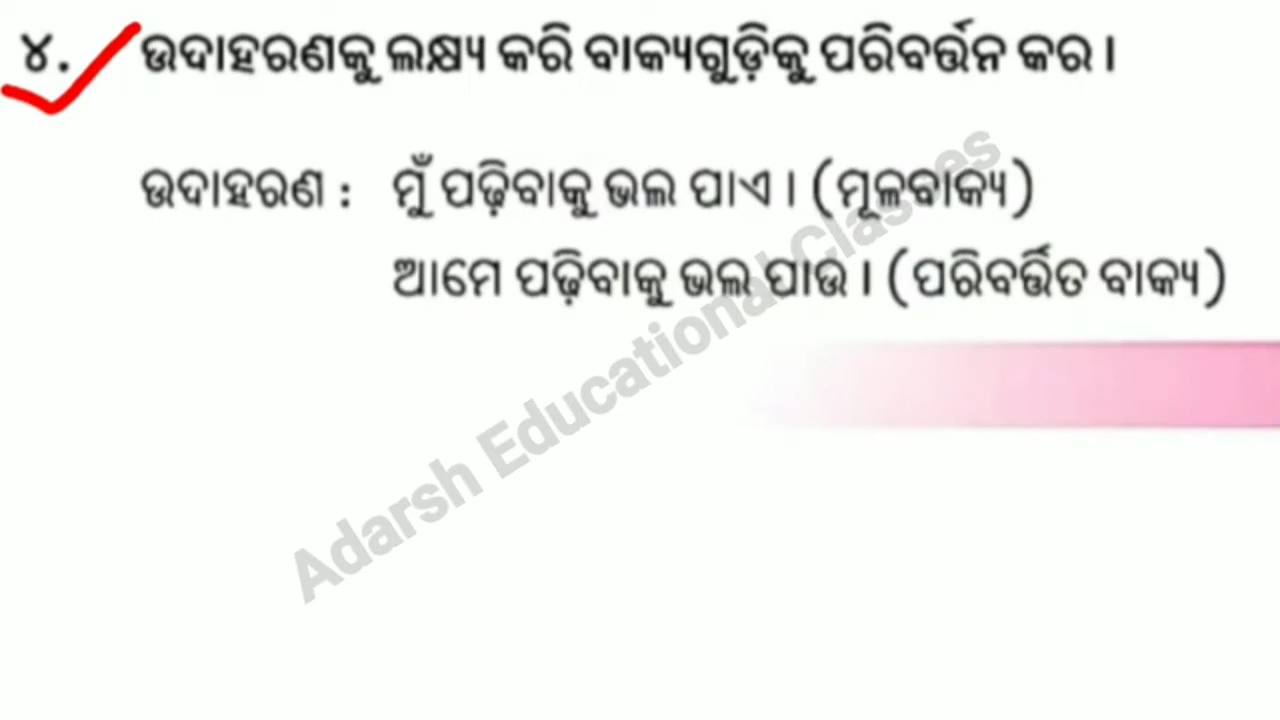 ୪. ଉଦାହରଣକୁ ଲକ୍ଷ୍ୟ କରି ବାକ୍ୟଗୁଡ଼ିକୁ ପରିବର୍ତ୍ତନ କର ।
ଉଦାହରଣ : ମୁଁ ପଢ଼ିବାକୁ ଭଲ ପାଏ । (ମୂଳବାକ୍ୟ)
ଆମେ ପଢ଼ିବାକୁ ଭଲ ପାଉ । (ପରିବର୍ତ୍ତିତ ବାକ୍ୟ)
Adarsh Educational Classes